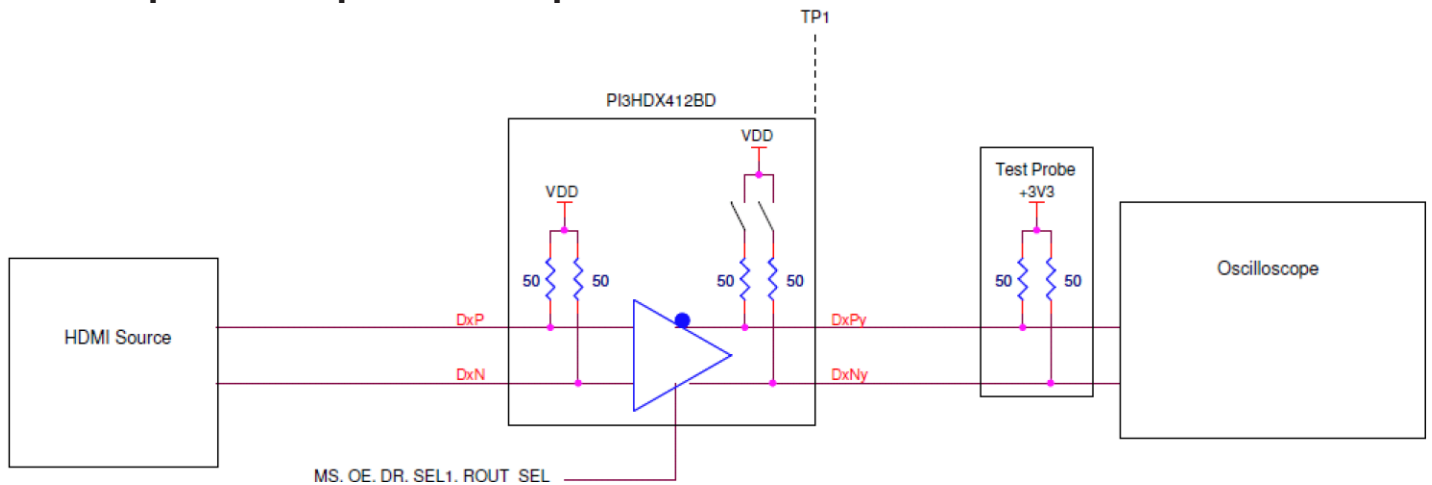 TP1
PI3HDX412BD
VDD
VDD
Test Probe
+3V3
50
50
50
50
50
50
HDMI Source
Oscilloscope
DxP
DxPy
DxN
DxNy
MS, OE, DR, SEL1, ROUT_SEL